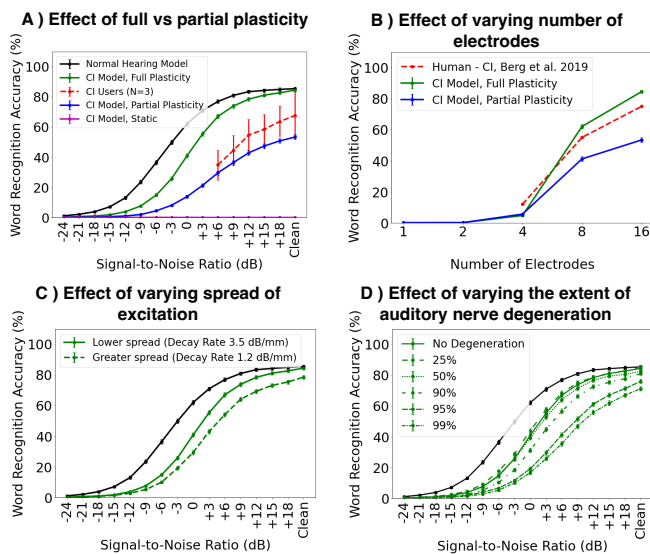 A ) Effect of full vs partial plasticity
Word Recognition Accuracy (%)
100
80
60
40
20
0
Normal Hearing Model
CI Model, Full Plasticity
CI Users (N=3)
CI Model, Partial Plasticity
CI Model, Static
-24 -21 -18 -15 -12 -9 -6 -3 0 +3 +6 +9 +12 +15 +18 Clean
Signal-to-Noise Ratio (dB)
B ) Effect of varying number of
electrodes
Word Recognition Accuracy (%)
100
80
60
40
20
0
Human - CI, Berg et al. 2019
CI Model, Full Plasticity
CI Model, Partial Plasticity
1 2 4 8 16
Number of Electrodes
C ) Effect of varying spread of
excitation
Word Recognition Accuracy (%)
100
80
60
40
20
0
Lower spread (Decay Rate 3.5 dB/mm)
Greater spread (Decay Rate 1.2 dB/mm)
-24 -21 -18 -15 -12 -9 -6 -3 0 +3 +6 +9 +12 +15 +18 Clean
Signal-to-Noise Ratio (dB)
D ) Effect of varying the extent of
auditory nerve degeneration
Word Recognition Accuracy (%)
100
80
60
40
20
0
No Degeneration
25%
50%
90%
95%
99%
-24 -21 -18 -15 -12 -9 -6 -3 0 +3 +6 +9 +12 +15 +18 Clean
Signal-to-Noise Ratio (dB)